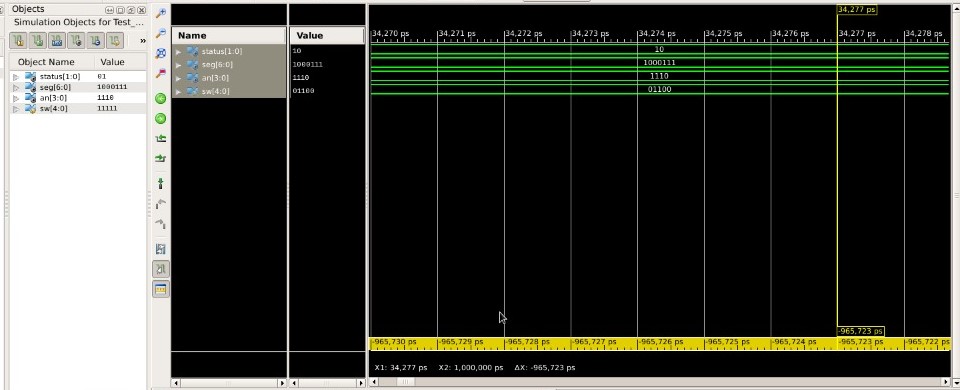 Objects
Simulation Objects for Test_...
»
Object Name Value
status[1:0] 01
seg[6:0] 1000111
an[3:0] 1110
sw[4:0] 11111
Name Value
status[1:0] 10
seg[6:0] 1000111
an[3:0] 1110
sw[4:0] 01100
34,277 ps
34,270 ps 34,271 ps 34,272 ps 34,273 ps 34,274 ps 34,275 ps 34,276 ps 34,277 ps 34,278 ps
10
1000111
1110
01100
-965,723 ps
-965,730 ps -965,729 ps -965,728 ps -965,727 ps -965,726 ps -965,725 ps -965,724 ps -965,723 ps -965,722 ps
X1: 34,277 ps X2: 1,000,000 ps ΔX: -965,723 ps